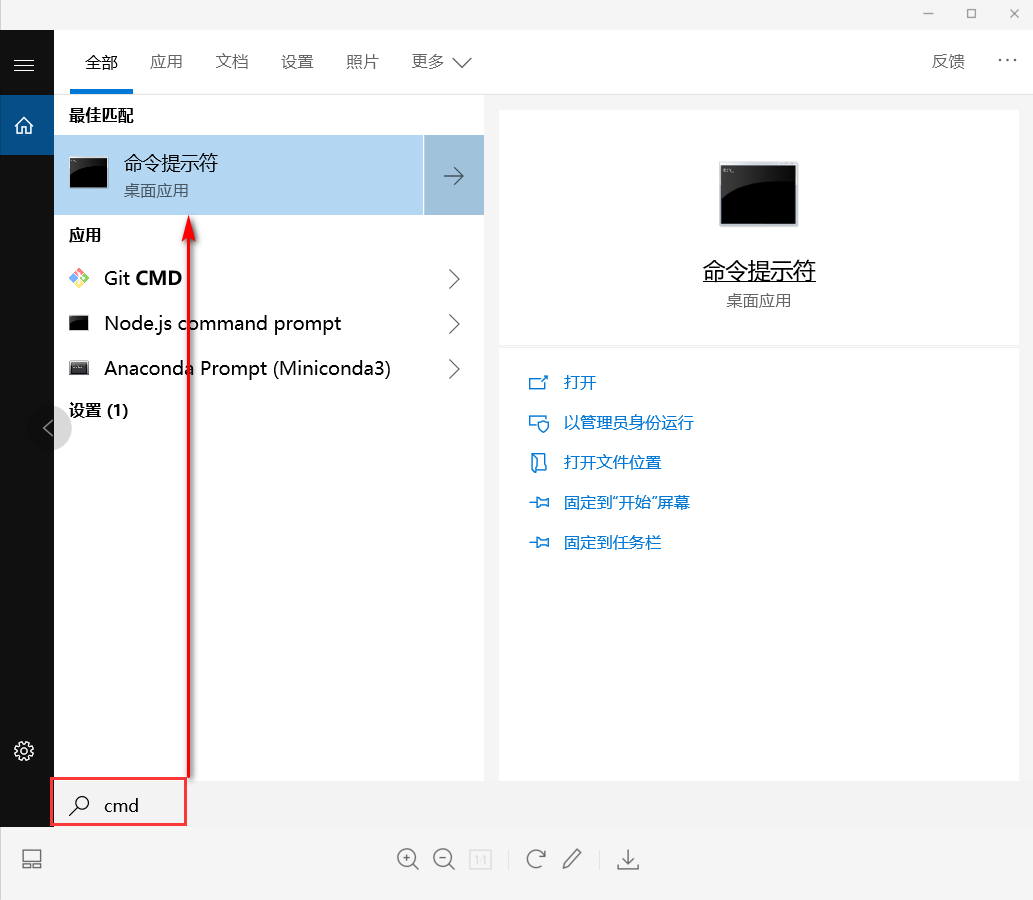 全部 应用 文档 设置 照片 更多 反馈 ···
最佳匹配
命令提示符
桌面应用
应用
Git CMD
Node.js command prompt
Anaconda Prompt (Miniconda3)
设置 (1)
cmd
命令提示符
桌面应用
打开
以管理员身份运行
打开文件位置
固定到"开始"屏幕
固定到任务栏
1:1